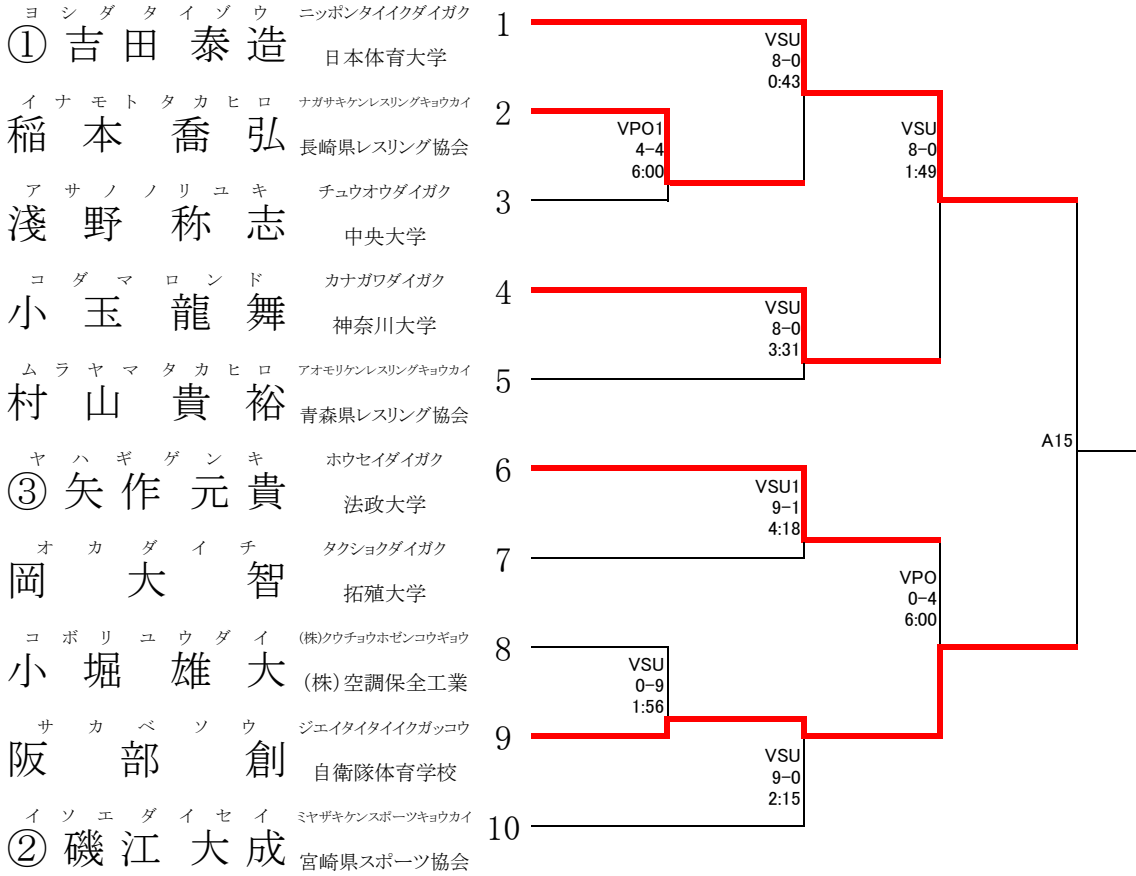 ヨシダタイゾウ ニッポンタイイクダイガク
① 吉田 泰造 日本体育大学 1
イナモトタカヒロ ナガサキケンレスリングキョウカイ
稲本 喬弘 長崎県レスリング協会 2
アサノノリユキ チュウオウダイガク
淺野 称志 中央大学 3
コダマロンド カナガワダイガク
小玉 龍舞 神奈川大学 4
ムラヤマタカヒロ アオモリケンレスリングキョウカイ
村山 貴裕 青森県レスリング協会 5
ヤハギゲンキ ホウセイダイガク
③ 矢作 元貴 法政大学 6
オカダイチ タクショクダイガク
岡 大智 拓殖大学 7
コボリユウダイ (株)クウチョウホゼンコウギョウ
小堀 雄大 (株)空調保全工業 8
サカベソウ ジエイタイタイイクガッコウ
阪部 創 自衛隊体育学校 9
イソエダイセイ ミヤザキケンスポーツキョウカイ
② 磯江 大成 宮崎県スポーツ協会 10
VPO1
4-4
6:00
VSU
0-9
1:56
VSU
8-0
0:43
VSU
8-0
3:31
VSU1
9-1
4:18
VSU
9-0
2:15
VSU
8-0
1:49
VPO
0-4
6:00
A15